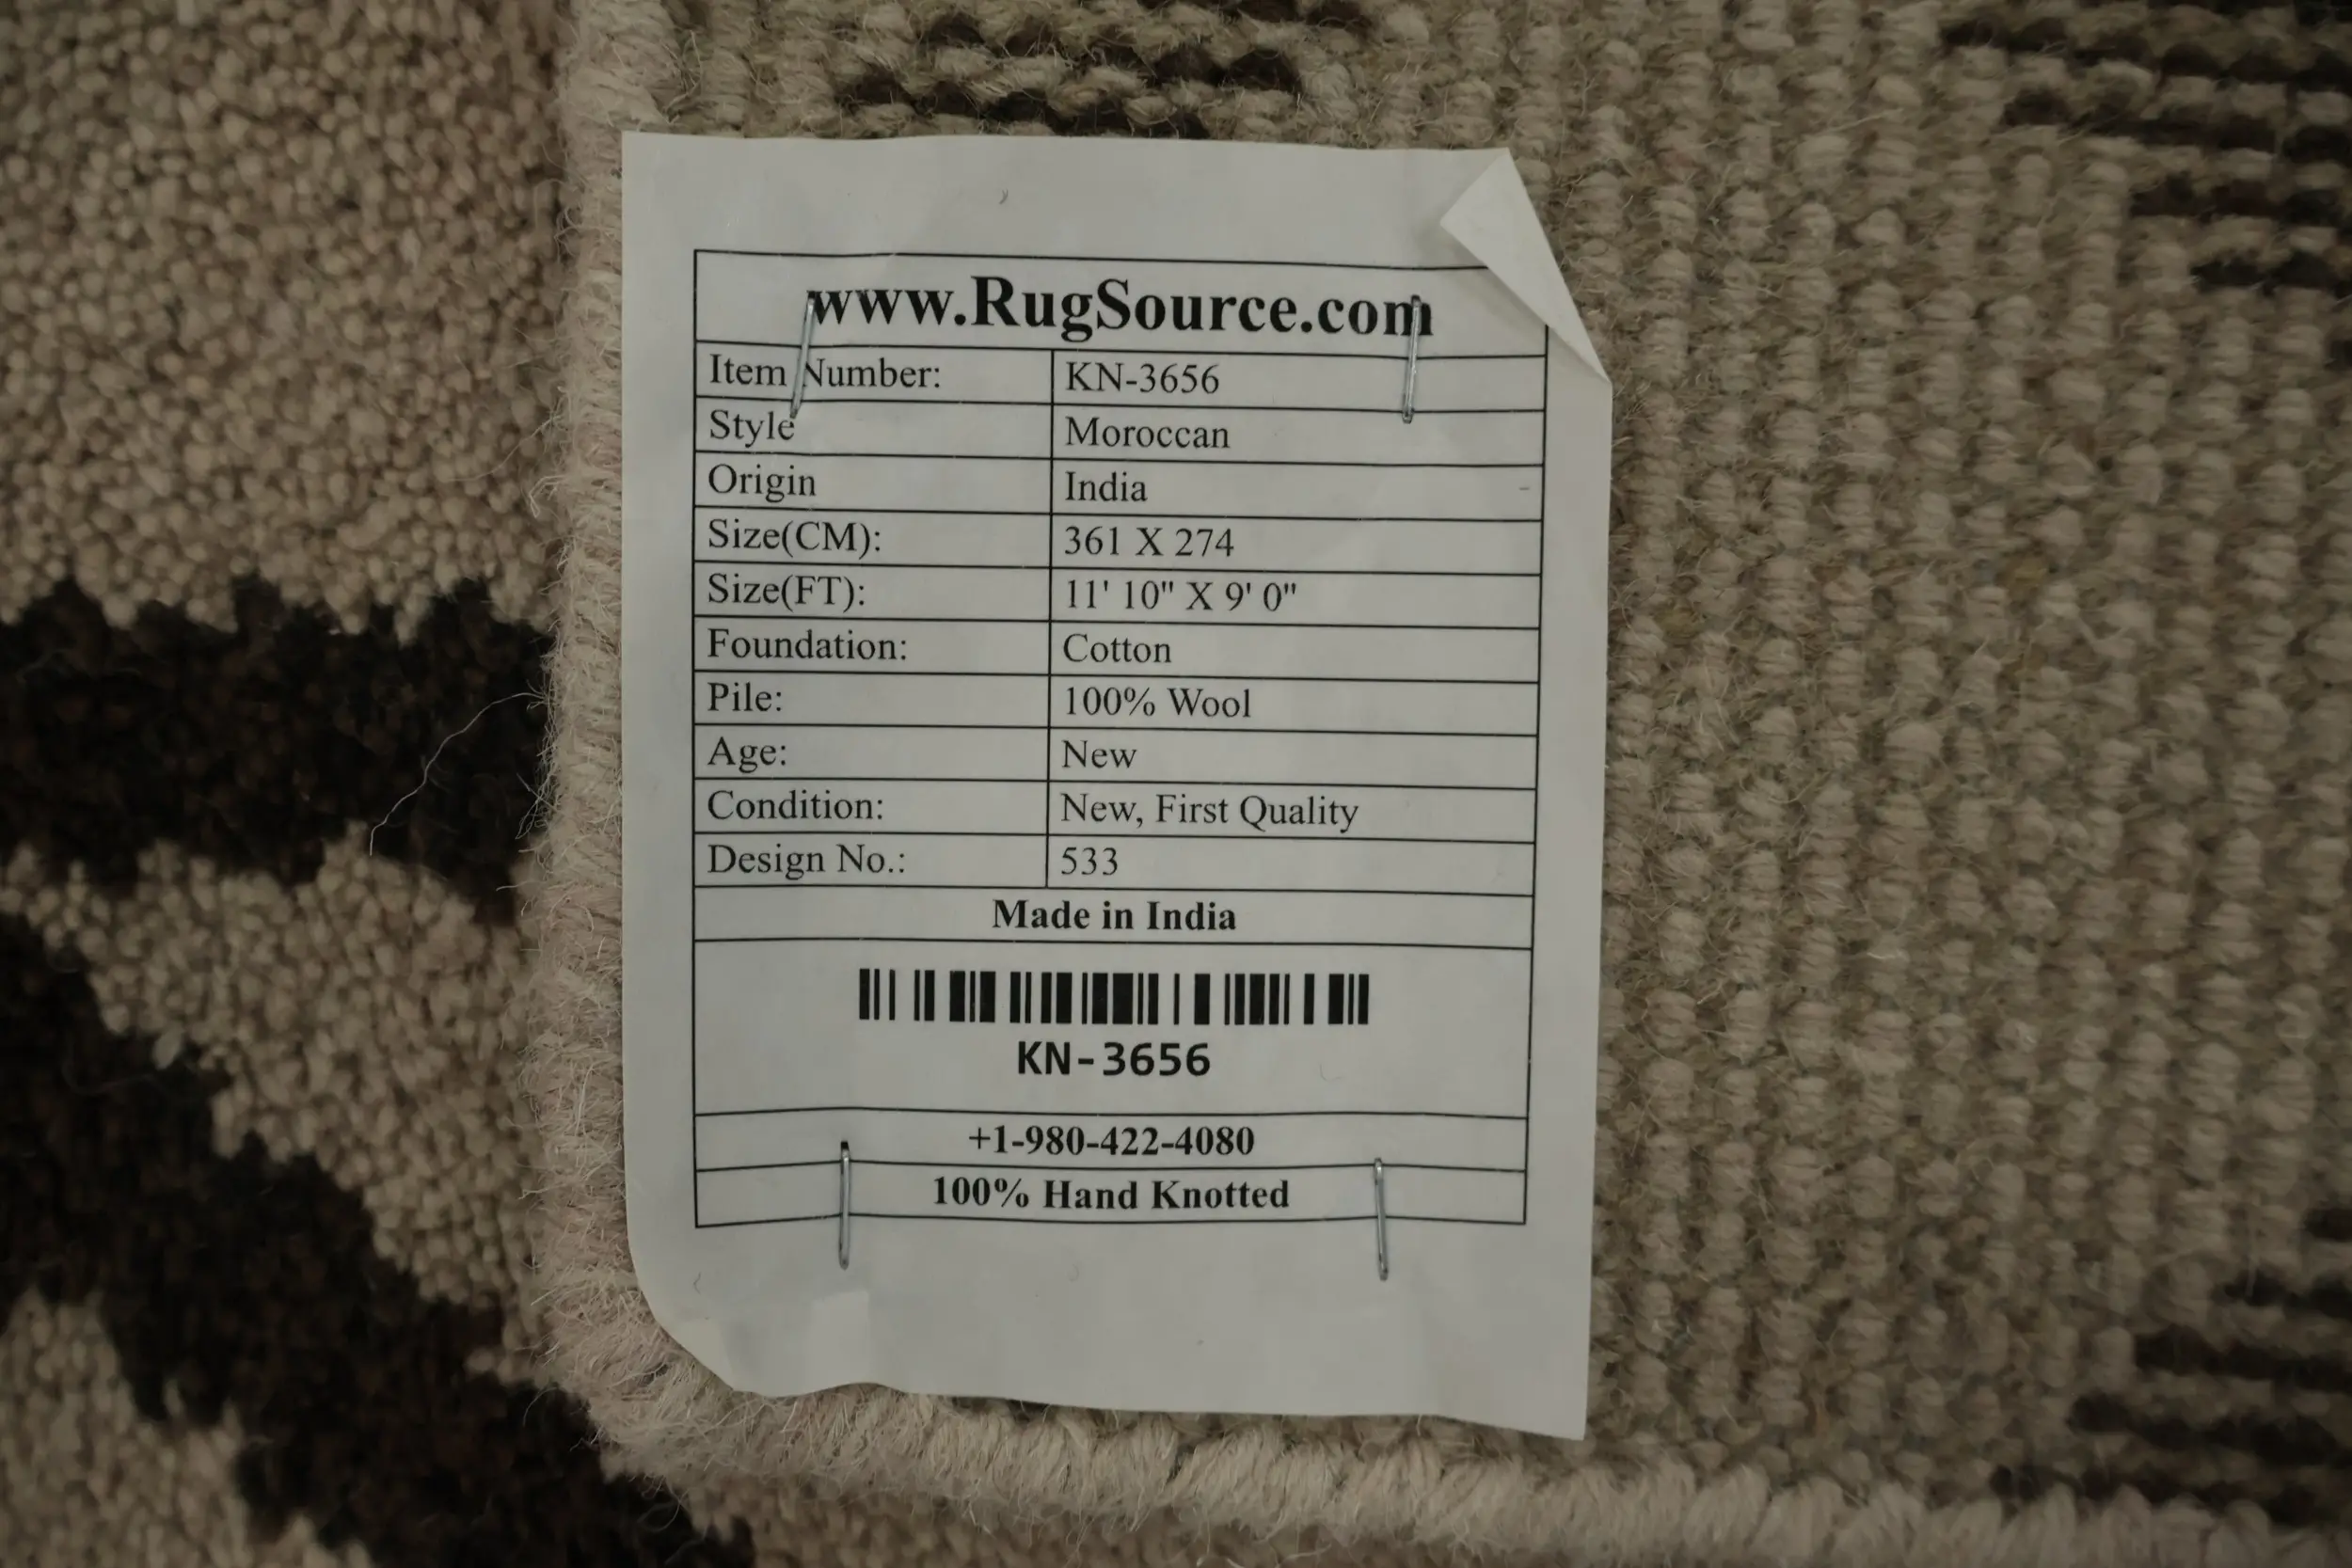 www.RugSource.com
Item Number: KN-3656
Style Moroccan
Origin India
Size(CM): 361 X 274
Size(FT): 11' 10" X 9' 0"
Foundation: Cotton
Pile: 100% Wool
Age: New
Condition: New, First Quality
Design No.: 533
Made in India
KN-3656
+1-980-422-4080
100% Hand Knotted